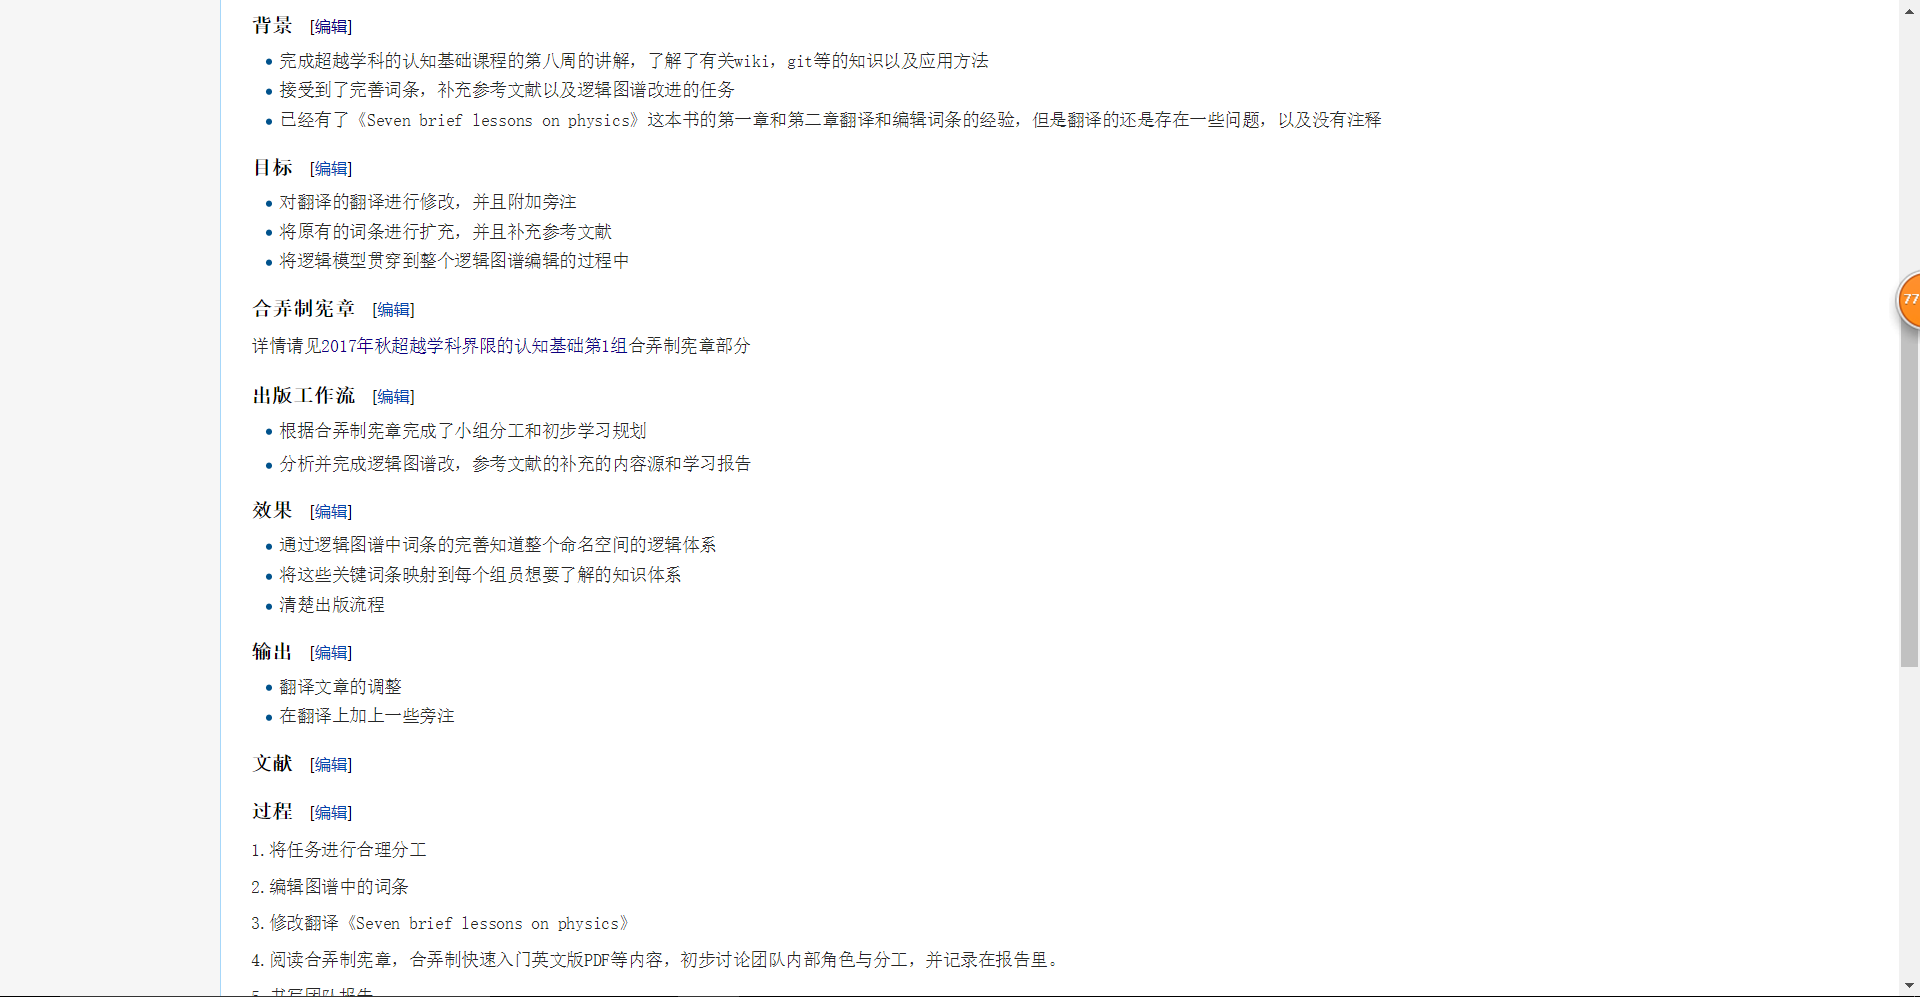 背景 [编辑]
完成超越学科的认知基础课程的第八周的讲解，了解了有关wiki，git等的知识以及应用方法
接受到了完善词条，补充参考文献以及逻辑图谱改进的任务
已经有了《Seven brief lessons on physics》这本书的第一章和第二章翻译和编辑词条的经验，但是翻译的还是存在一些问题，以及没有注释
目标 [编辑]
对翻译的翻译进行修改，并且附加旁注
将原有的词条进行扩充，并且补充参考文献
将逻辑模型贯穿到整个逻辑图谱编辑的过程中
合弄制宪章 [编辑]
详情请见2017年秋超越学科界限的认知基础第1组合弄制宪章部分
77
出版工作流 [编辑]
根据合弄制宪章完成了小组分工和初步学习规划
分析并完成逻辑图谱改，参考文献的补充的内容源和学习报告
效果 [编辑]
通过逻辑图谱中词条的完善知道整个命名空间的逻辑体系
将这些关键词条映射到每个组员想要了解的知识体系
清楚出版流程
输出 [编辑]
翻译文章的调整
在翻译上加上一些旁注
文献 [编辑]
过程 [编辑]
1. 将任务进行合理分工
2. 编辑图谱中的词条
3. 修改翻译《Seven brief lessons on physics》
4. 阅读合弄制宪章，合弄制快速入门英文版PDF等内容，初步讨论团队内部角色与分工，并记录在报告里。
5. 书写团队报告